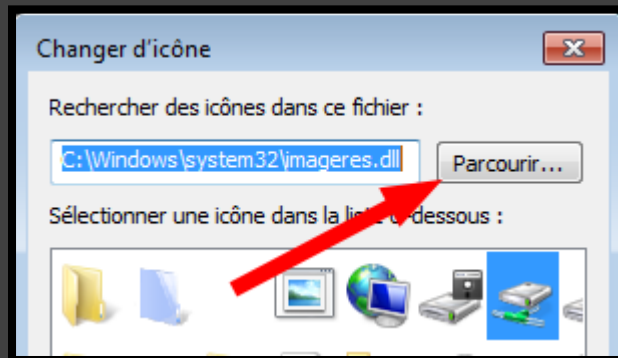 Changer d'icône
Rechercher des icônes dans ce fichier :
C:\Windows\system32\imageres.dll
Parcourir...
Sélectionner une icône dans la liste ci-dessous :